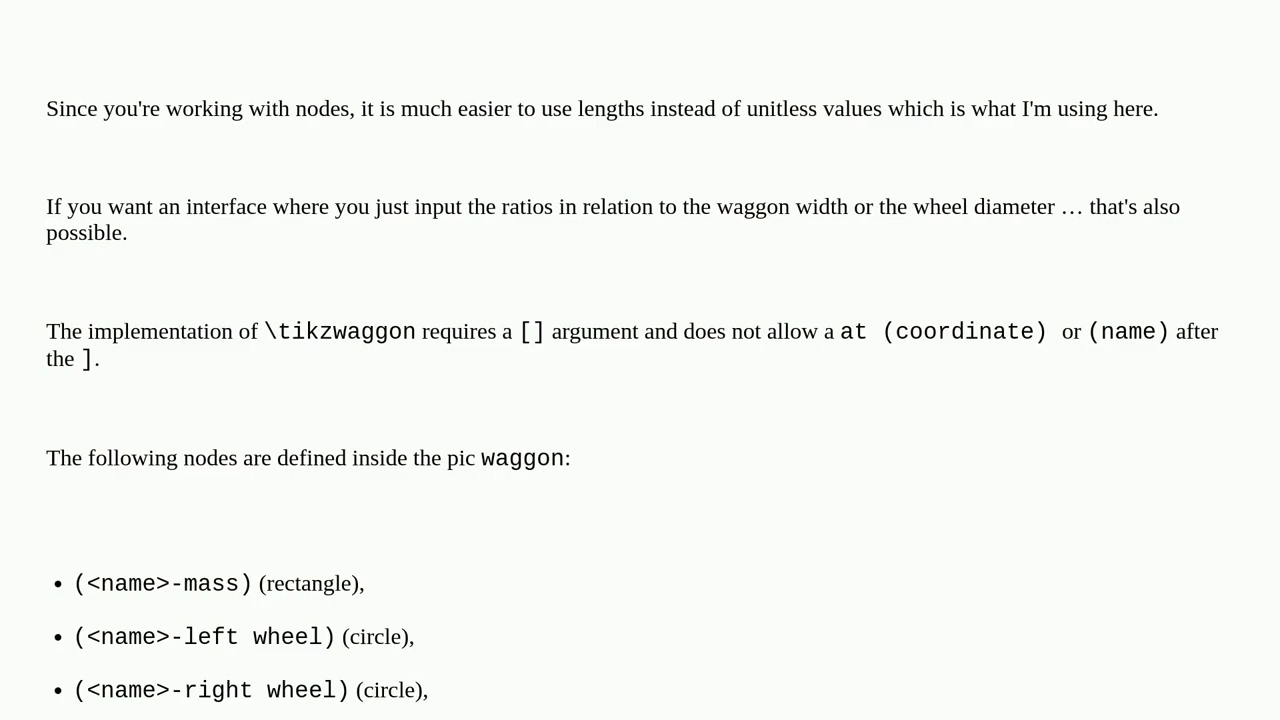 Since you're working with nodes, it is much easier to use lengths instead of unitless values which is what I'm using here.
If you want an interface where you just input the ratios in relation to the waggon width or the wheel diameter … that's also
possible.
The implementation of \tikzwaggon requires a [] argument and does not allow a at (coordinate) or (name) after
the ].
The following nodes are defined inside the pic waggon:
• (<name>-mass) (rectangle),
• (<name>-left wheel) (circle),
• (<name>-right wheel) (circle),